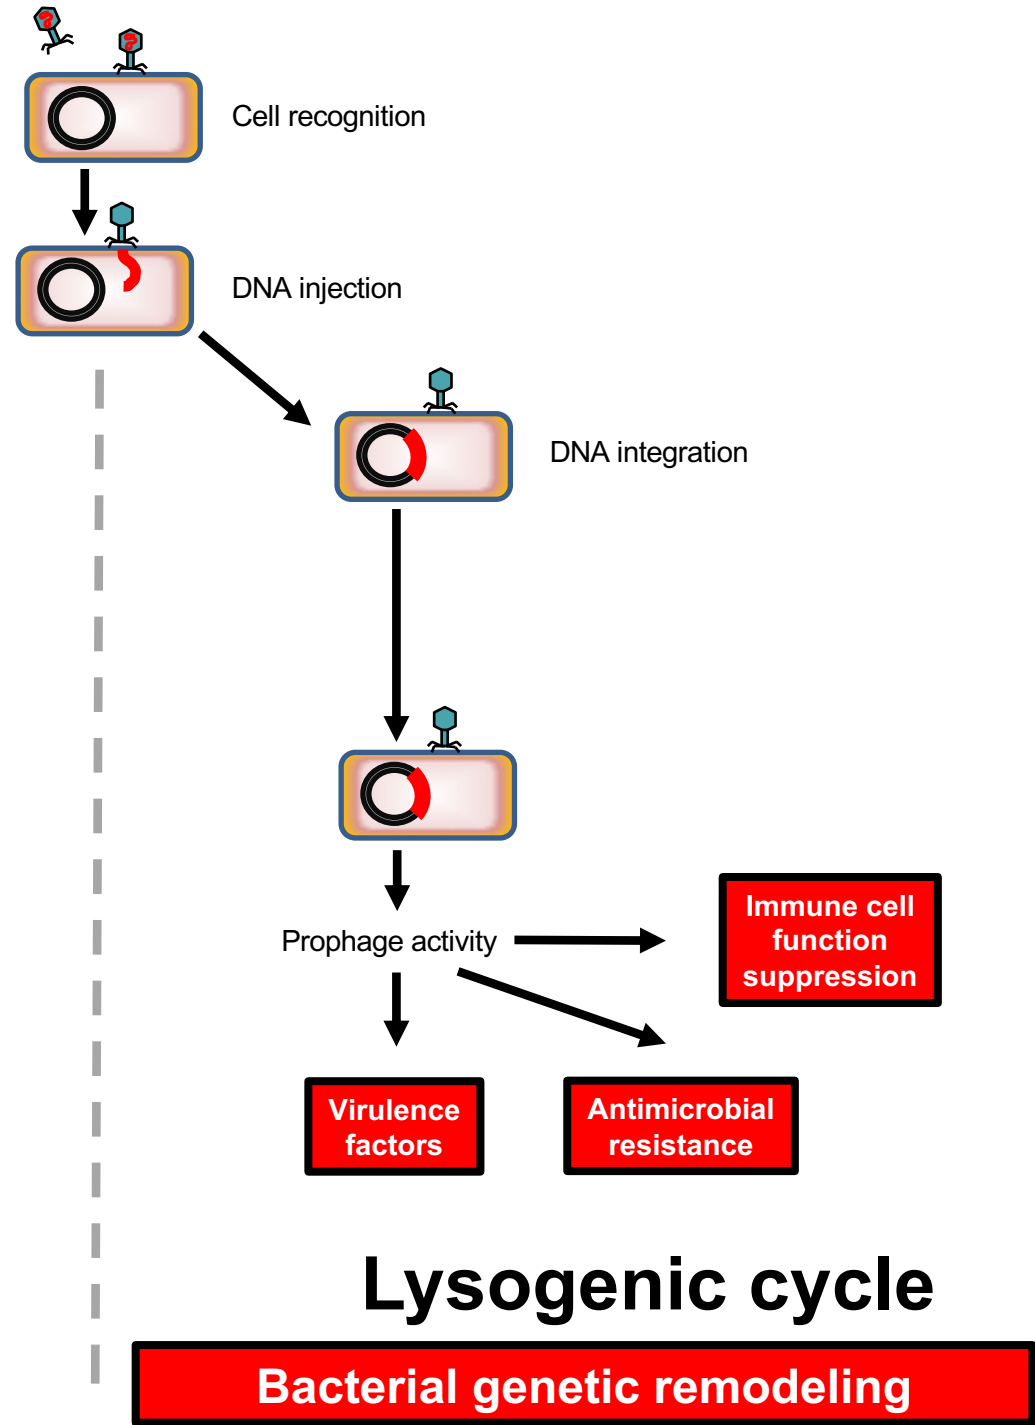 Cell recognition
DNA injection
DNA integration
Prophage activity
Immune cell
function
suppression
Virulence
factors
Antimicrobial
resistance
Lysogenic cycle
Bacterial genetic remodeling